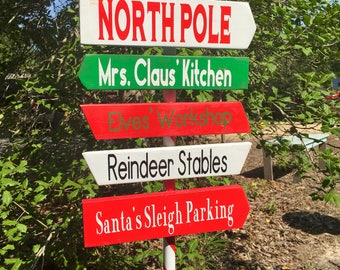 NORTH POLE
Mrs. Claus' Kitchen
Elves' Workshop
Reindeer Stables
Santa's Sleigh Parking